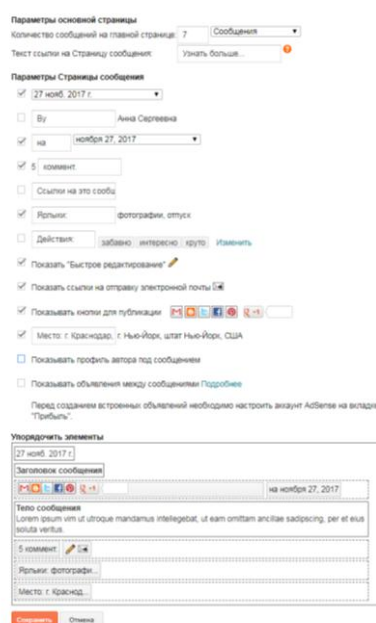 Параметры основной страницы
Количество сообщений на главной странице: 7 Сообщения
Текст ссылки на Страницу сообщения: Узнать больше...
Параметры Страницы сообщения
27 нояб. 2017 г.
By Анна Сергеевна
на ноября 27, 2017
5 коммент.
Ссылки на это сообщ
Ярлыки: фотографии, отпуск
Действия: забавно интересно круто Изменить
Показать "Быстрое редактирование"
Показать ссылки на отправку электронной почты
Показывать кнопки для публикации
Место: г. Краснодар, г. Нью-Йорк, штат Нью-Йорк, США
Показывать профиль автора под сообщением
Показывать объявления между сообщениями Подробнее
Перед созданием встроенных объявлений необходимо настроить аккаунт AdSense на вкладке
"Прибыль".
Упорядочить элементы
27 нояб. 2017 г.
Заголовок сообщения
на ноября 27, 2017
Тело сообщения
Lorem ipsum vim ut utroque mandamus intellegebat, ut eam omittam ancillae sadipscing, per et eius
soluta veritus.
5 коммент.
Ярлыки: фотографи...
Место: г. Краснод...
Сохранить Отмена